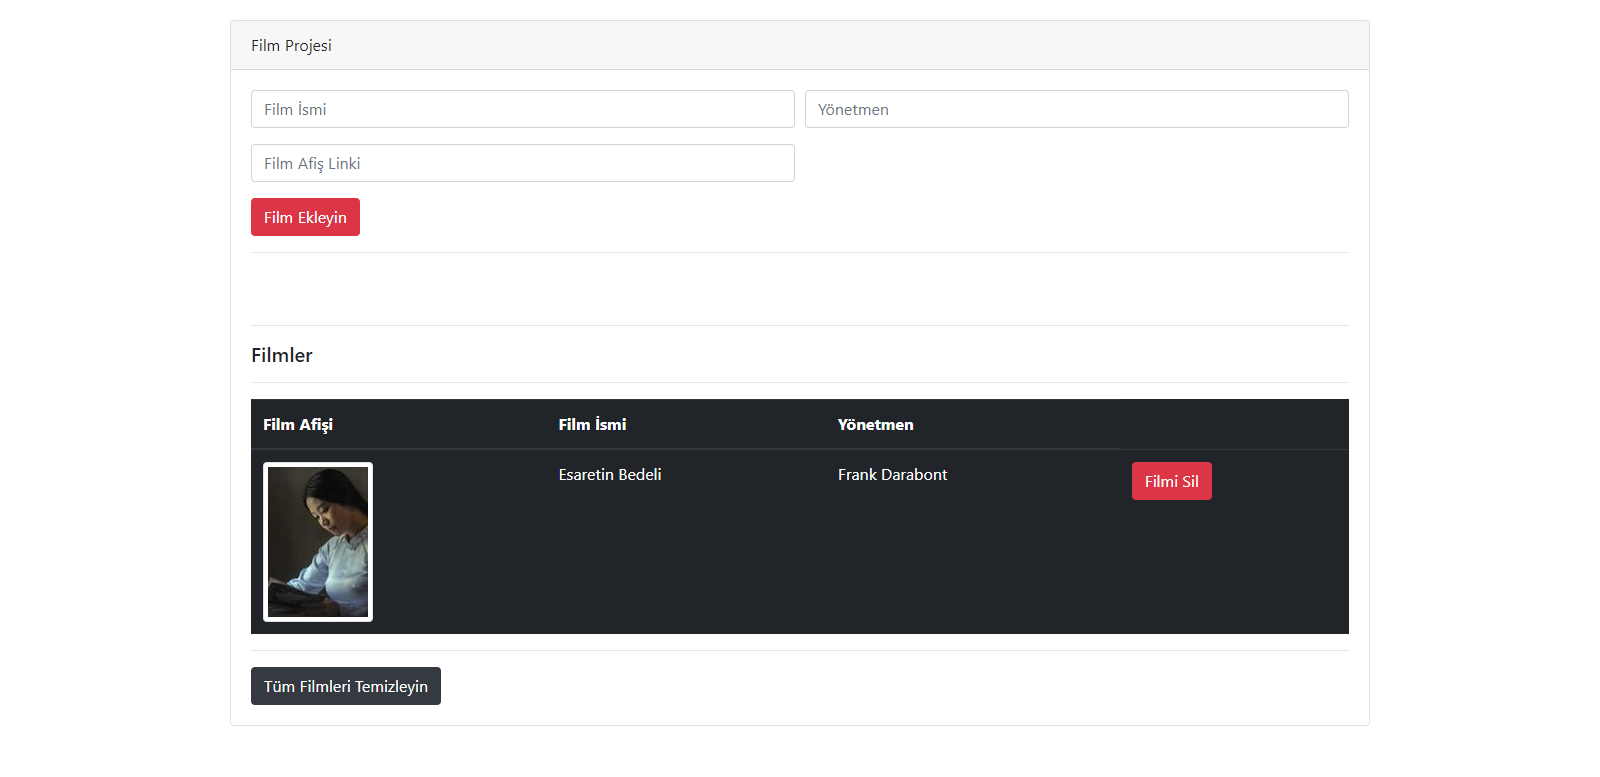 Film Projesi
Film İsmi
Yönetmen
Film Afiş Linki
Film Ekleyin
Filmler
Film Afişi Film İsmi Yönetmen
Esaretin Bedeli Frank Darabont Filmi Sil
Tüm Filmleri Temizleyin